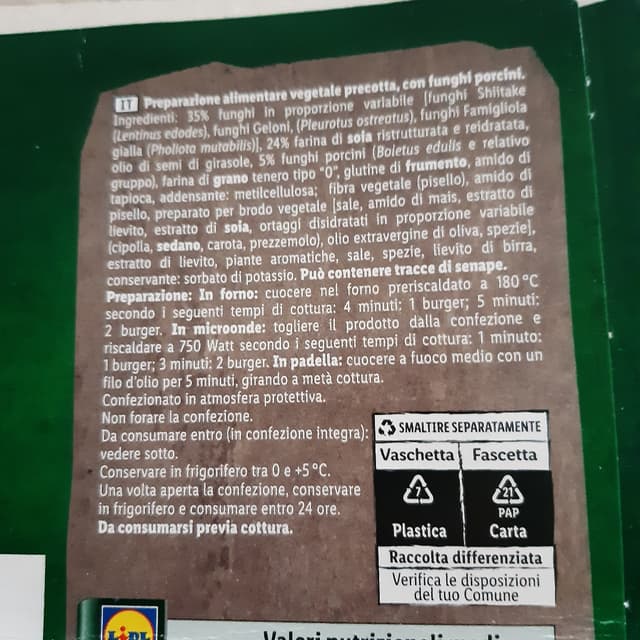 IT Preparazione alimentare vegetale precotta, con funghi porcini.
Ingredienti: 35% funghi in proporzione variabile [funghi Shiitake
(Lentinus edodes), funghi Geloni, (Pleurotus ostreatus), funghi Famigliola
gialla (Pholiota mutabilis)], 24% farina di soia ristrutturata e reidratata,
olio di semi di girasole, 5% funghi porcini (Boletus edulis e relativo
gruppo), farina di grano tenero tipo "0", glutine di frumento, amido di
tapioca, addensante: metilcellulosa; fibra vegetale (pisello), amido di
pisello, preparato per brodo vegetale [sale, amido di mais, estratto di
lievito, estratto di soia, ortaggi disidratati in proporzione variabile
(cipolla, sedano, carota, prezzemolo), olio extravergine di oliva, spezie],
estratto di lievito, piante aromatiche, sale, spezie, lievito di birra,
conservante: sorbato di potassio. Può contenere tracce di senape.
Preparazione: In forno: cuocere nel forno preriscaldato a 180 °C
secondo i seguenti tempi di cottura: 4 minuti: 1 burger; 5 minuti:
2 burger. In microonde: togliere il prodotto dalla confezione e
riscaldare a 750 Watt secondo i seguenti tempi di cottura: 1 minuto:
1 burger; 3 minuti: 2 burger. In padella: cuocere a fuoco medio con un
filo d'olio per 5 minuti, girando a metà cottura.
Confezionato in atmosfera protettiva.
Non forare la confezione.
Da consumare entro (in confezione integra):
vedere sotto.
Conservare in frigorifero tra 0 e +5 °C.
Una volta aperta la confezione, conservare
in frigorifero e consumare entro 24 ore.
Da consumarsi previa cottura.
SMALTIRE SEPARATAMENTE
Vaschetta Fascetta
7 21
PAP
Plastica Carta
Raccolta differenziata
Verifica le disposizioni
del tuo Comune
LIDL